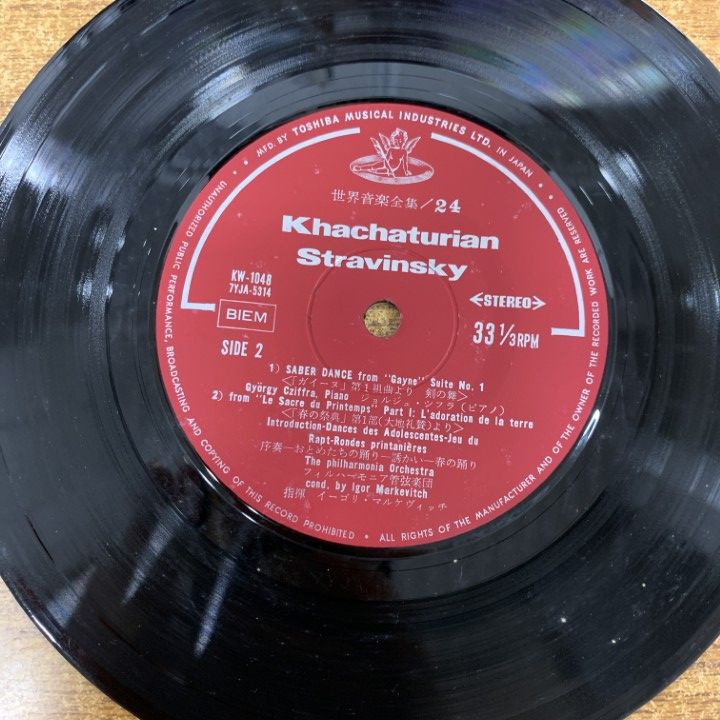 MFD. BY TOSHIBA MUSICAL INDUSTRIES LTD. IN JAPAN
ALL RIGHTS OF THE MANUFACTURER AND OF THE OWNER OF THE RECORDED WORK ARE RESERVED
UNAUTHORIZED PUBLIC PERFORMANCE, BROADCASTING AND COPYING OF THIS RECORD PROHIBITED
世界音楽全集/24
Khachaturian
Stravinsky
KW-1048
7YJA-5314
STEREO
BIEM
SIDE 2
33 1/3 RPM
1) SABER DANCE from "Gayne" Suite No. 1
<「ガイーヌ」第1組曲より 剣の舞>
György Cziffra, Piano ジョルジュ・シフラ (ピアノ)
2) from "Le Sacre du Printemps" Part I: L'adoration de la terre
<「春の祭典」第1部(大地礼賛)より>
Introduction-Dances des Adolescentes-Jeu du
Rapt-Rondes printanières
序奏—おとめたちの踊り—誘かい—春の踊り
The philharmonia Orchestra
フィルハーモニア管弦楽団
cond. by Igor Markevitch
指揮 イーゴリ・マルケヴィッチ